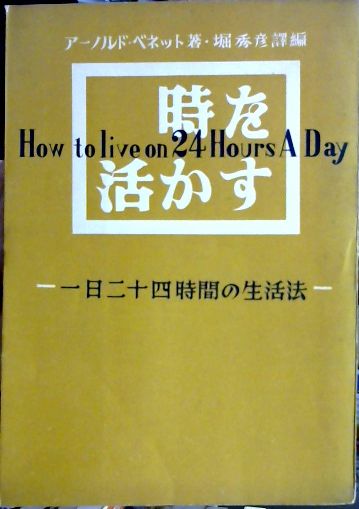 アーノルド・ベネット著・堀秀彦譯編
時を
How to live on 24 Hours A Day
活かす
一日二十四時間の生活法